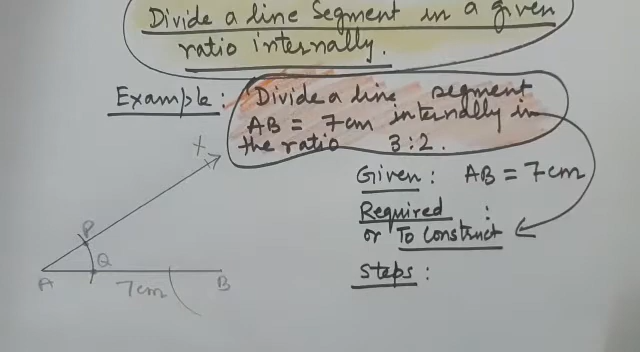 Divide a line Segment in a given
ratio internally.
Example: Divide a line segment
AB = 7cm internally in
the ratio 3:2.
Given: AB = 7cm
Required :
or To Construct
Steps:
X
P
Q
A 7cm B